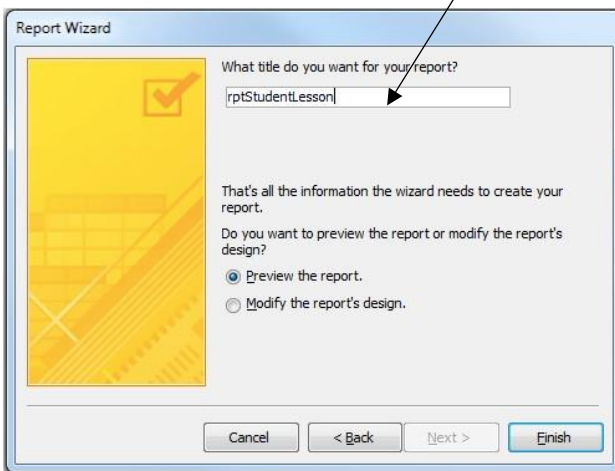 Report Wizard
What title do you want for your report?
rptStudentLesson
That's all the information the wizard needs to create your
report.
Do you want to preview the report or modify the report's
design?
Preview the report.
Modify the report's design.
Cancel
< Back
Next >
Finish